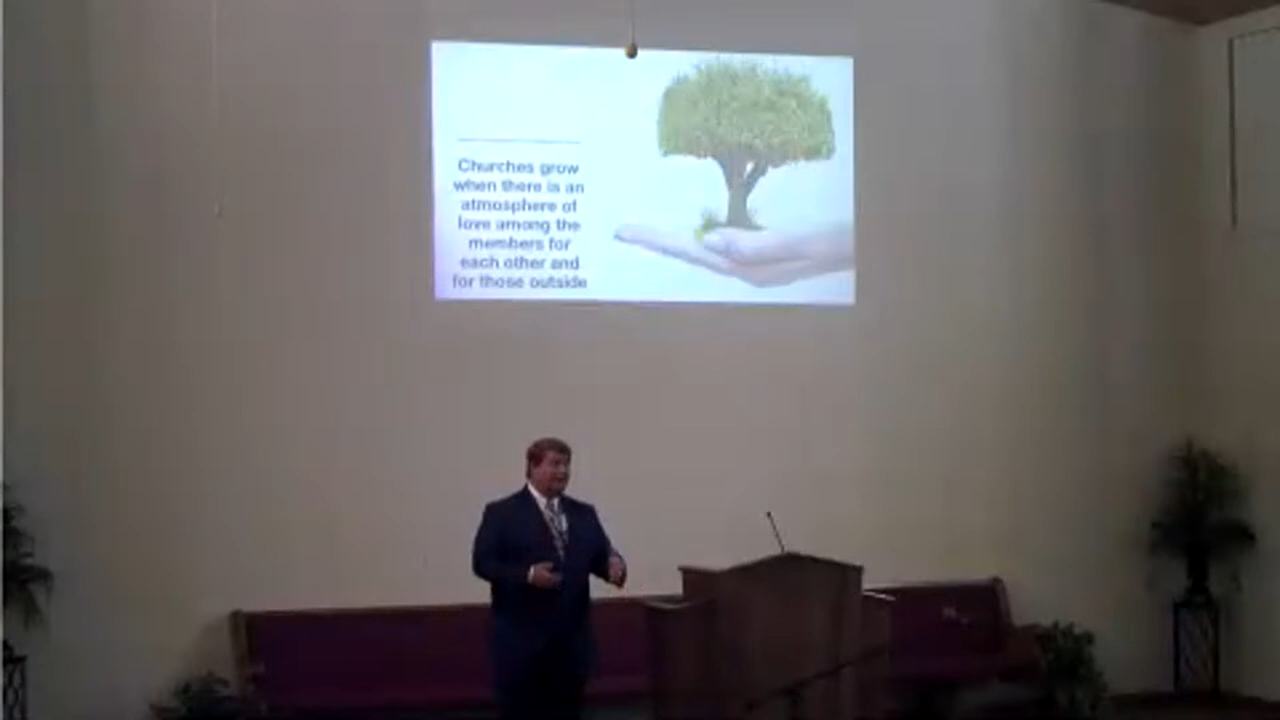 Churches grow
when there is an
atmosphere of
love among the
members for
each other and
for those outside